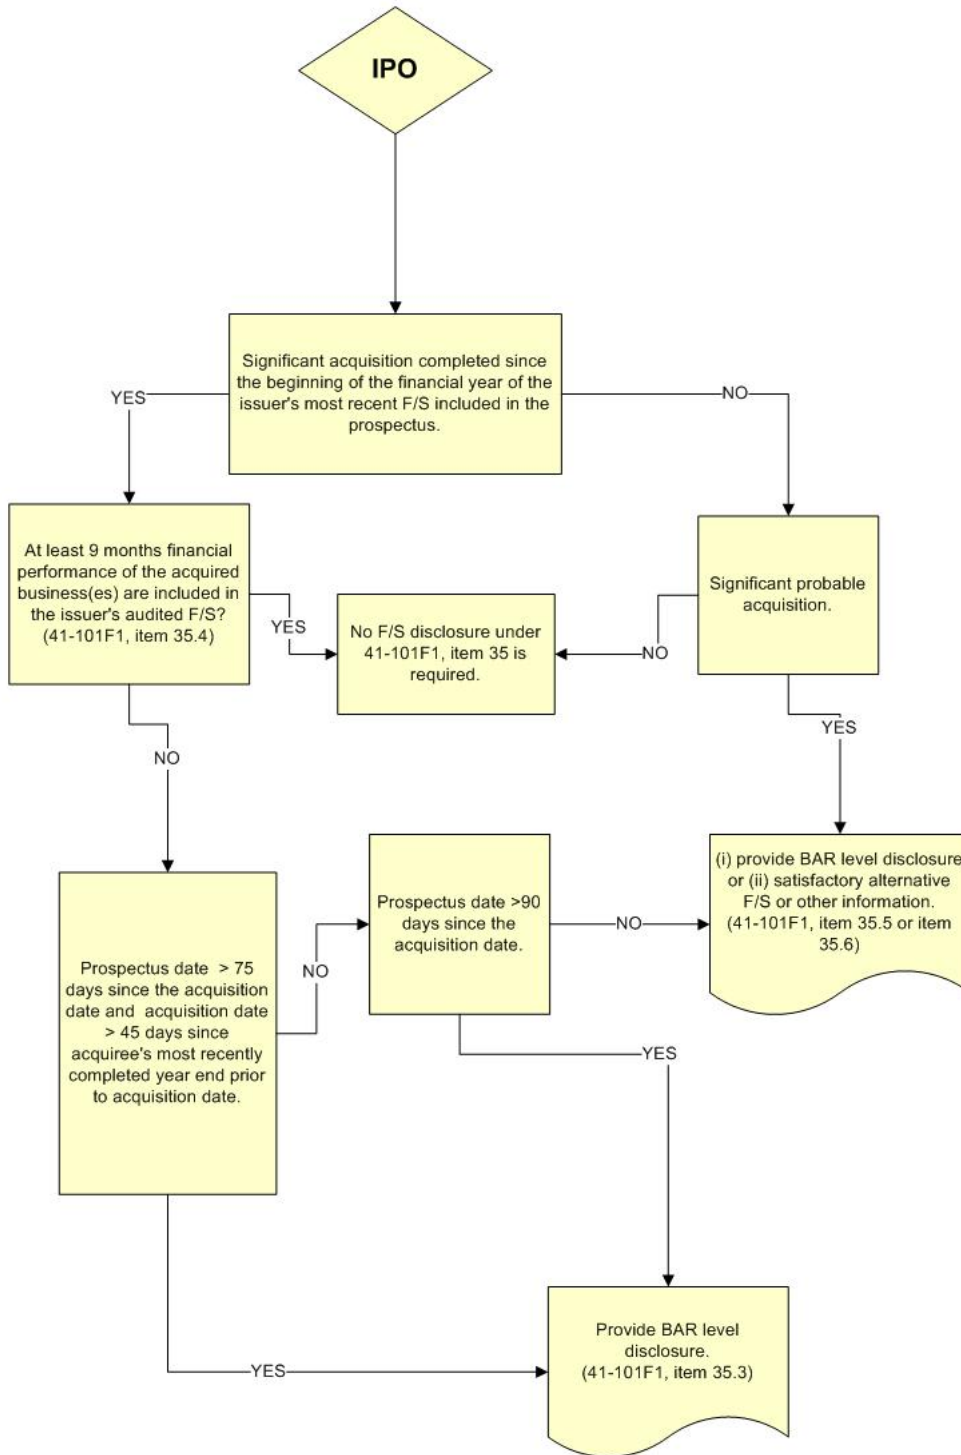 IPO
Significant acquisition completed since
the beginning of the financial year of the
issuer's most recent F/S included in the
prospectus.
YES
NO
At least 9 months financial
performance of the acquired
business(es) are included in
the issuer's audited F/S?
(41-101F1, item 35.4)
YES
No F/S disclosure under
41-101F1, item 35 is
required.
NO
Significant probable
acquisition.
NO
YES
Prospectus date > 75
days since the acquisition
date and acquisition date
> 45 days since
acquiree's most recently
completed year end prior
to acquisition date.
NO
Prospectus date >90
days since the
acquisition date.
NO
(i) provide BAR level disclosure
or (ii) satisfactory alternative
F/S or other information.
(41-101F1, item 35.5 or item
35.6)
YES
YES
Provide BAR level
disclosure.
(41-101F1, item 35.3)